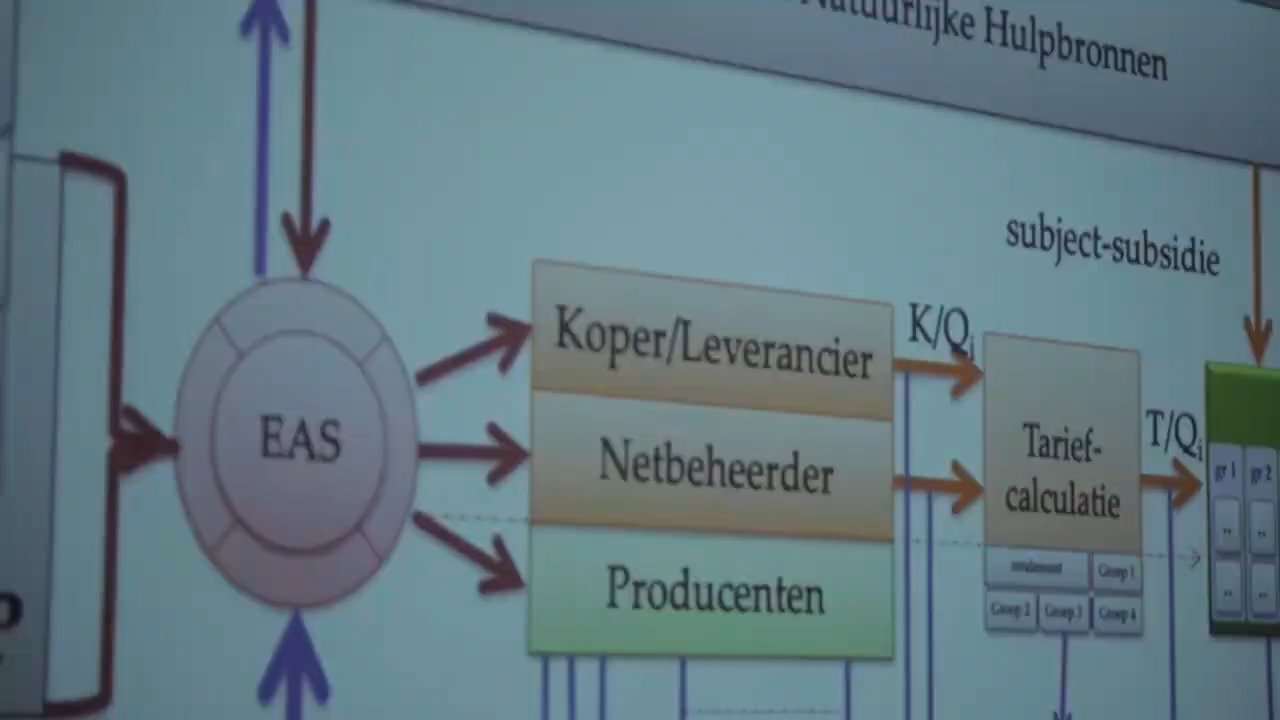 Natuurlijke Hulpbronnen
subject-subsidie
Koper/Leverancier
K/Qi
EAS
Netbeheerder
Tarief-
calculatie
T/Qi
gr 1
gr 2
Producenten
Groep 1
Groep 2
Groep 3
Groep 4